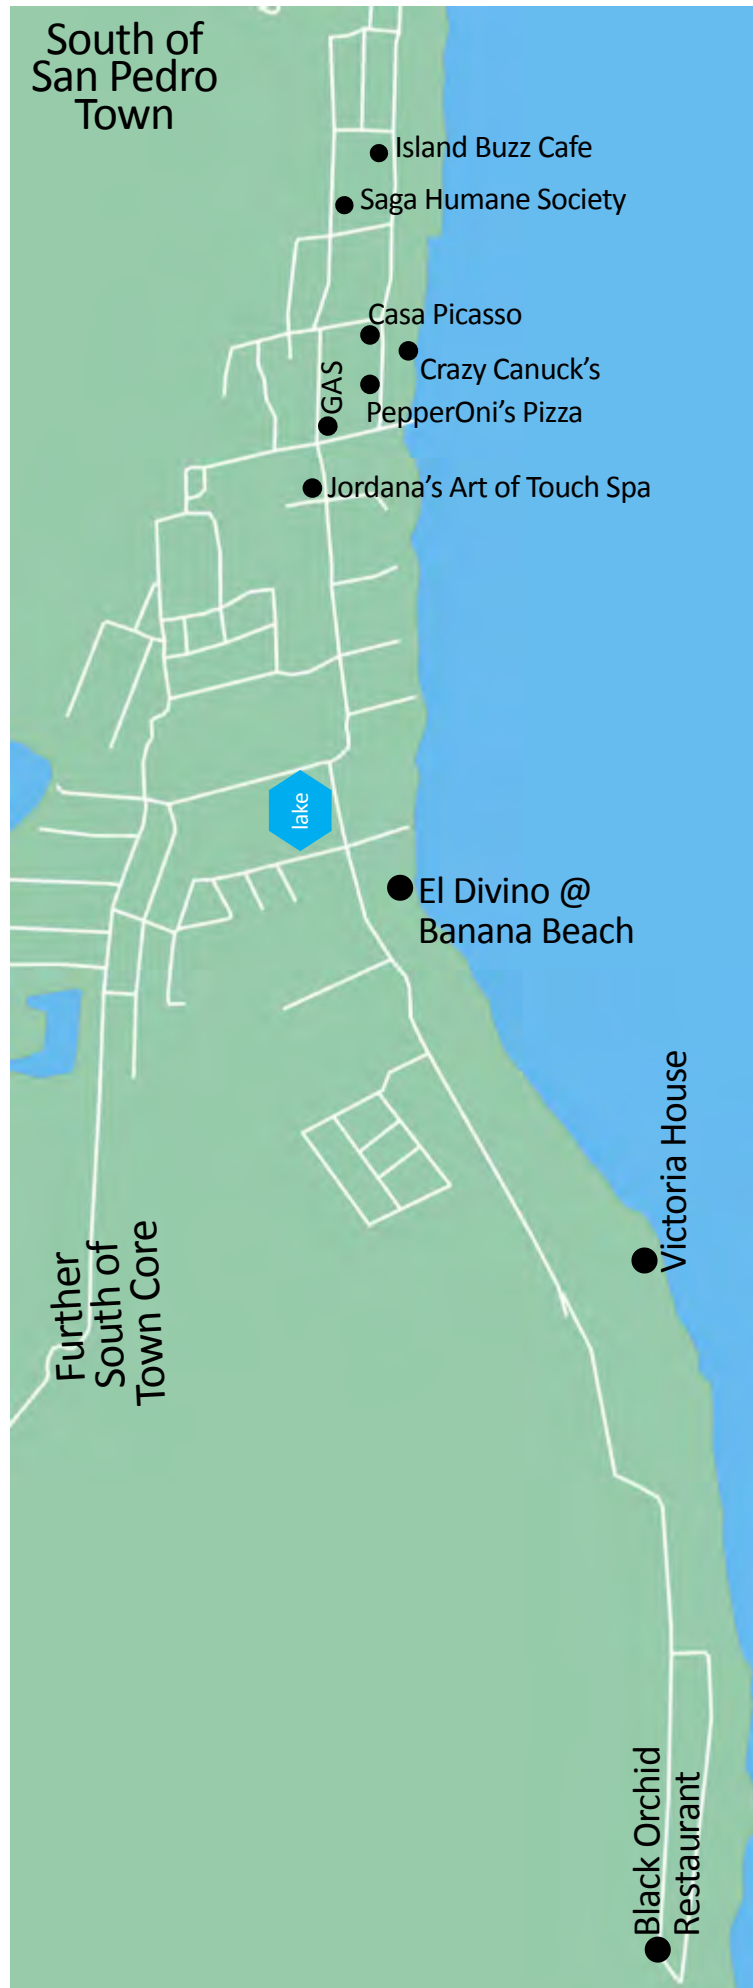 South of
San Pedro
Town
Island Buzz Cafe
Saga Humane Society
Casa Picasso
Crazy Canuck's
GAS
PepperOni's Pizza
Jordana's Art of Touch Spa
lake
El Divino @
Banana Beach
Victoria House
Further
South of
Town Core
Black Orchid
Restaurant